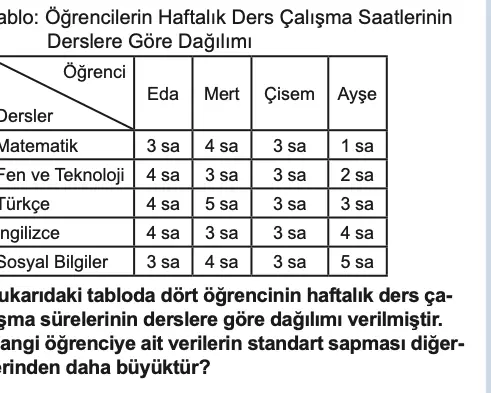 ablo: Öğrencilerin Haftalık Ders Çalışma Saatlerinin
Derslere Göre Dağılımı
Öğrenci
Dersler
Eda Mert Çisem Ayşe
Matematik 3 sa 4 sa 3 sa 1 sa
Fen ve Teknoloji 4 sa 3 sa 3 sa 2 sa
Türkçe 4 sa 5 sa 3 sa 3 sa
ngilizce 4 sa 3 sa 3 sa 4 sa
Sosyal Bilgiler 3 sa 4 sa 3 sa 5 sa
ukarıdaki tabloda dört öğrencinin haftalık ders ça-
şma sürelerinin derslere göre dağılımı verilmiştir.
angi öğrenciye ait verilerin standart sapması diğer-
erinden daha büyüktür?